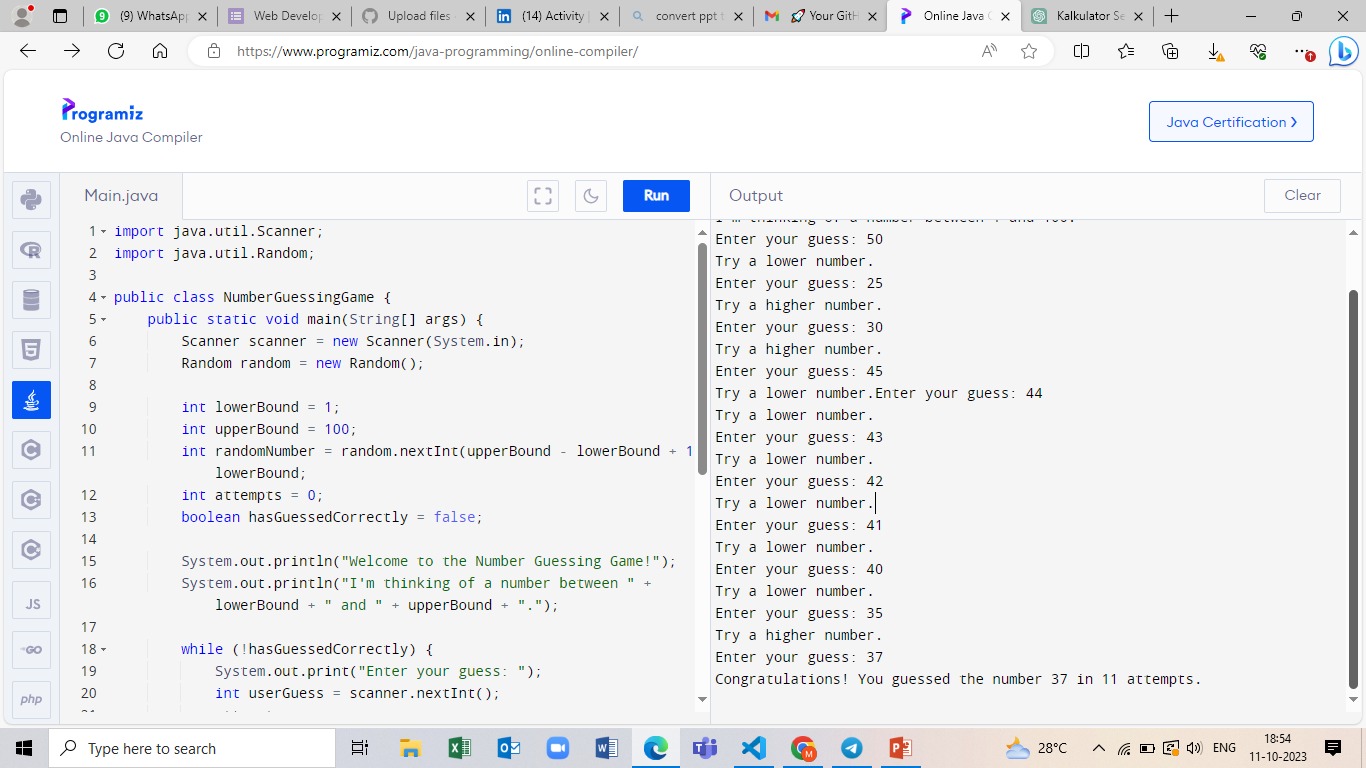 (9) WhatsApp
Web Develop
Upload files
(14) Activity |
convert ppt t
Your GitH
Online Java C
Kalkulator Se
https://www.programiz.com/java-programming/online-compiler/
Programiz
Online Java Compiler
Java Certification ❯
Main.java
Run
Output
Clear
1 import java.util.Scanner;
2 import java.util.Random;
3
4 public class NumberGuessingGame {
5 public static void main(String[] args) {
6 Scanner scanner = new Scanner(System.in);
7 Random random = new Random();
8
9 int lowerBound = 1;
10 int upperBound = 100;
11 int randomNumber = random.nextInt(upperBound - lowerBound + 1
lowerBound;
12 int attempts = 0;
13 boolean hasGuessedCorrectly = false;
14
15 System.out.println("Welcome to the Number Guessing Game!");
16 System.out.println("I'm thinking of a number between " +
lowerBound + " and " + upperBound + ".");
17
18 while (!hasGuessedCorrectly) {
19 System.out.print("Enter your guess: ");
20 int userGuess = scanner.nextInt();
I'm thinking of a number between 1 and 100.
Enter your guess: 50
Try a lower number.
Enter your guess: 25
Try a higher number.
Enter your guess: 30
Try a higher number.
Enter your guess: 45
Try a lower number.Enter your guess: 44
Try a lower number.
Enter your guess: 43
Try a lower number.
Enter your guess: 42
Try a lower number.
Enter your guess: 41
Try a lower number.
Enter your guess: 40
Try a lower number.
Enter your guess: 35
Try a higher number.
Enter your guess: 37
Congratulations! You guessed the number 37 in 11 attempts.
JS
GO
php
Type here to search
28°C
ENG
18:54
11-10-2023